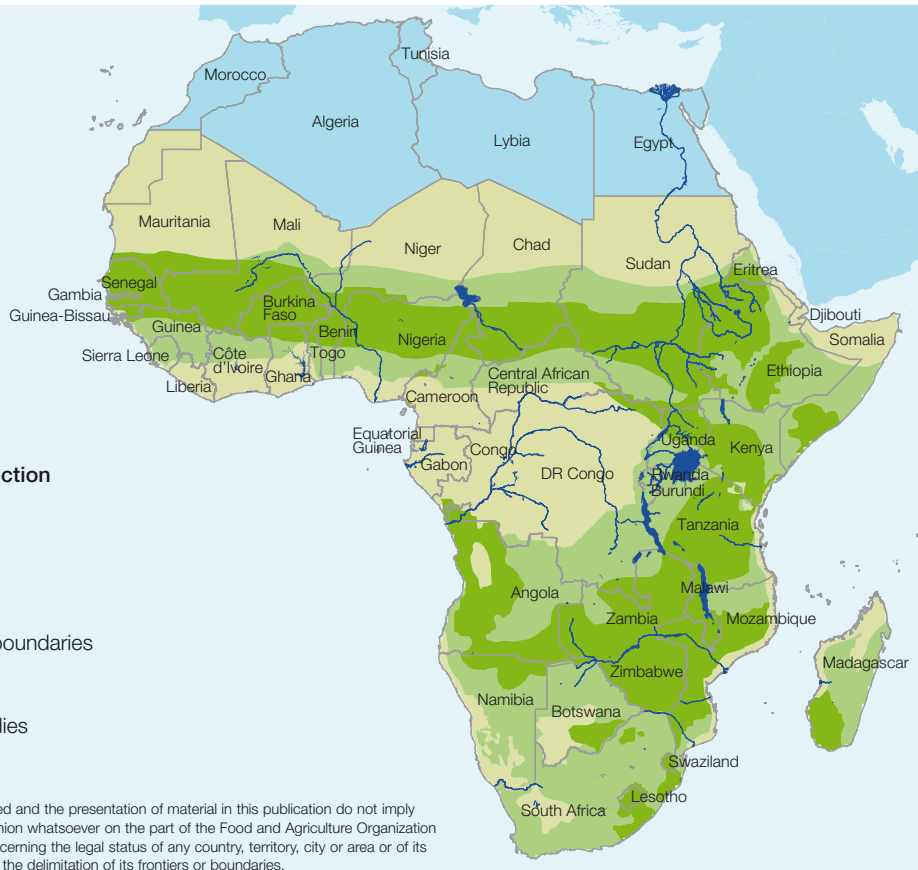 Tunisia
Morocco
Algeria
Lybia
Egypt
Mauritania
Mali
Niger
Chad
Sudan
Eritrea
Senegal
Gambia
Guinea-Bissau
Guinea
Burkina
Faso
Benin
Nigeria
Djibouti
Somalia
Sierra Leone
Côte
d'Ivoire
Togo
Ghana
Liberia
Ethiopia
Central African
Republic
Cameroon
Equatorial
Guinea
Gabon
Congo
Uganda
Kenya
DR Congo
Rwanda
Burundi
ction
Tanzania
Angola
Malawi
Zambia
Mozambique
boundaries
Madagascar
Zimbabwe
Namibia
Botswana
lies
Swaziland
Lesotho
South Africa
ed and the presentation of material in this publication do not imply
nion whatsoever on the part of the Food and Agriculture Organization
cerning the legal status of any country, territory, city or area or of its
the delimitation of its frontiers or boundaries.